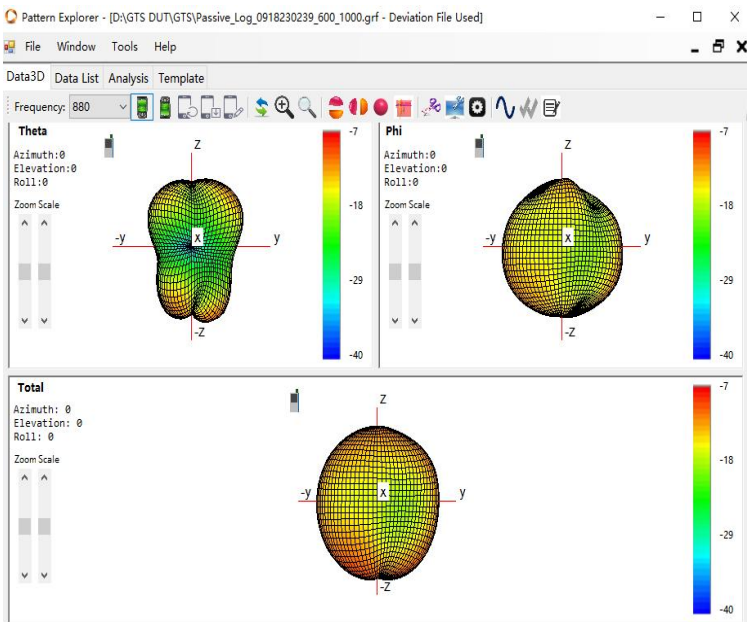 Pattern Explorer - [D:\GTS DUT\GTS\Passive_Log_0918230239_600_1000.grf - Deviation File Used]
File Window Tools Help
Data3D Data List Analysis Template
Frequency: 880
Theta
Azimuth:0
Elevation:0
Roll:0
Zoom Scale
Z
-y
x
y
-Z
-7
-18
-29
-40
Phi
Azimuth:0
Elevation:0
Roll:0
Zoom Scale
Z
-y
x
y
-Z
-7
-18
-29
-40
Total
Azimuth: 0
Elevation: 0
Roll: 0
Zoom Scale
Z
-y
x
y
-Z
-7
-18
-29
-40